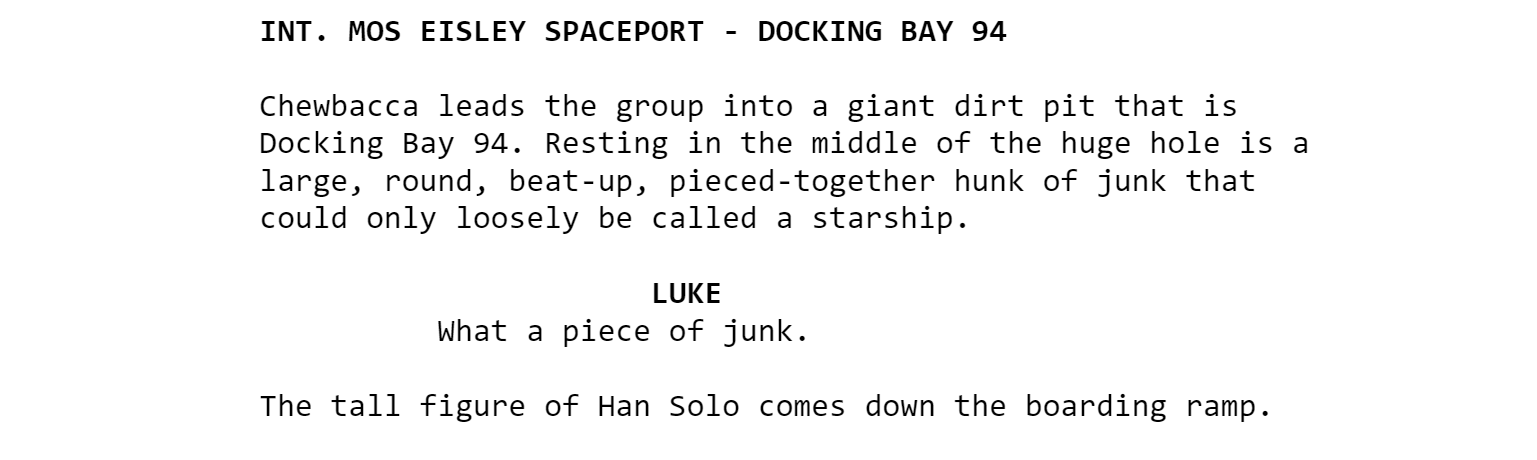 INT. MOS EISLEY SPACEPORT - DOCKING BAY 94
Chewbacca leads the group into a giant dirt pit that is
Docking Bay 94. Resting in the middle of the huge hole is a
large, round, beat-up, pieced-together hunk of junk that
could only loosely be called a starship.
LUKE
What a piece of junk.
The tall figure of Han Solo comes down the boarding ramp.